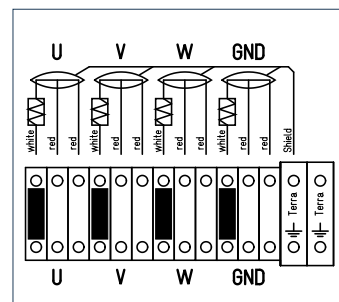 U V W GND
white red red white red red white red red white red red Shield
Terra Terra
U V W GND